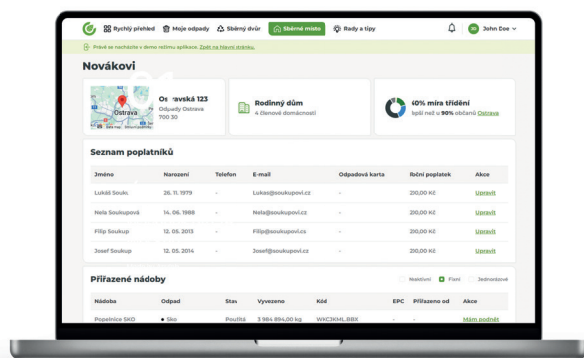 Rychlý přehled Moje odpady Sběrný dvůr Sběrné místo Rady a tipy John Doe
Právě se nacházíte v demo režimu aplikace. Zpět na hlavní stránku.
Novákovi
Ostrava
Ostravská 123
Odpady Ostrava
700 30
Rodinný dům
4 členové domácnosti
40% míra třídění
lepší než u 90% občanů Ostrava
Seznam poplatníků
Jméno Narození Telefon E-mail Odpadová karta Roční poplatek Akce
Lukáš Soukup 26. 11. 1979 - Lukas@soukupovi.cz - 210,00 Kč Upravit
Nela Soukupová 14. 06. 1988 - Nela@soukupovi.cz - 210,00 Kč Upravit
Filip Soukup 12. 05. 2013 - Filip@soukupovi.cs - 210,00 Kč Upravit
Josef Soukup 12. 05. 2014 - Josef@soukupovi.cz - 210,00 Kč Upravit
Přiřazené nádoby
Neaktivní Fixní Jednorázové
Nádoba Odpad Stav Vyvezeno Kód EPC Přiřazeno od Akce
Popelnice SKO Sko Použitá 3 984 894,00 kg WKCJKML.BBX - - Mám podnět